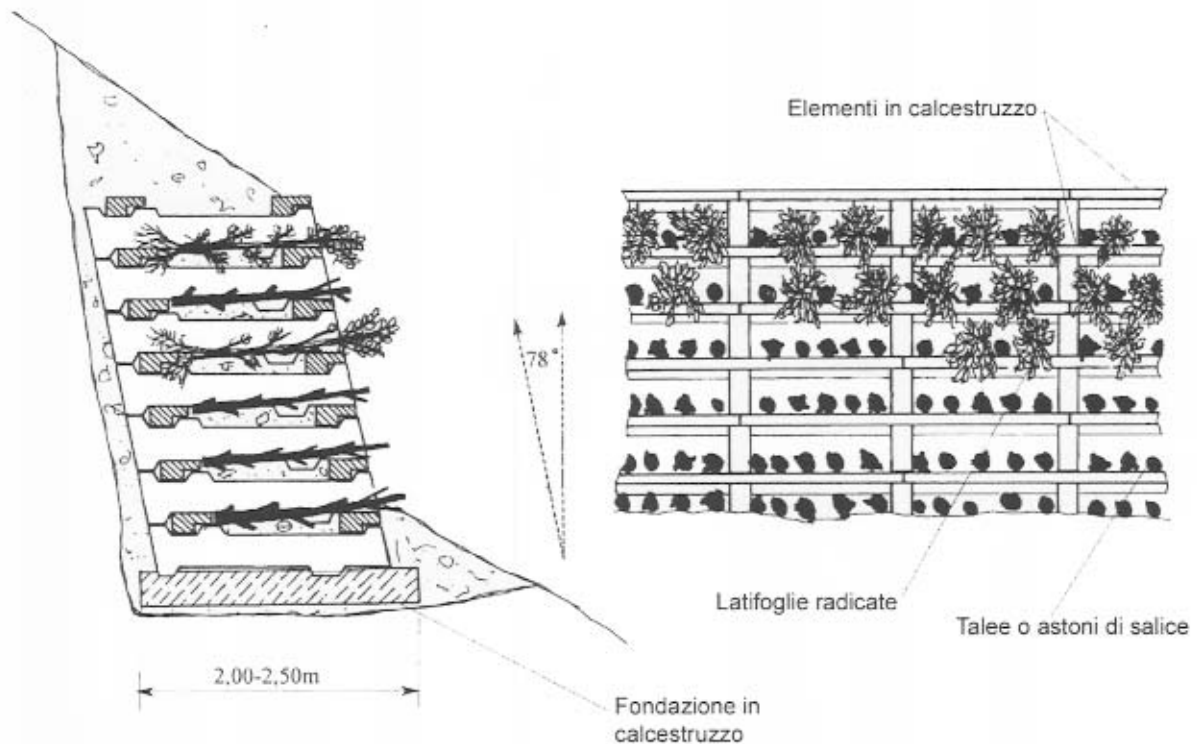 Elementi in calcestruzzo
78°
Latifoglie radicate
Talee o astoni di salice
2,00-2,50m
Fondazione in
calcestruzzo